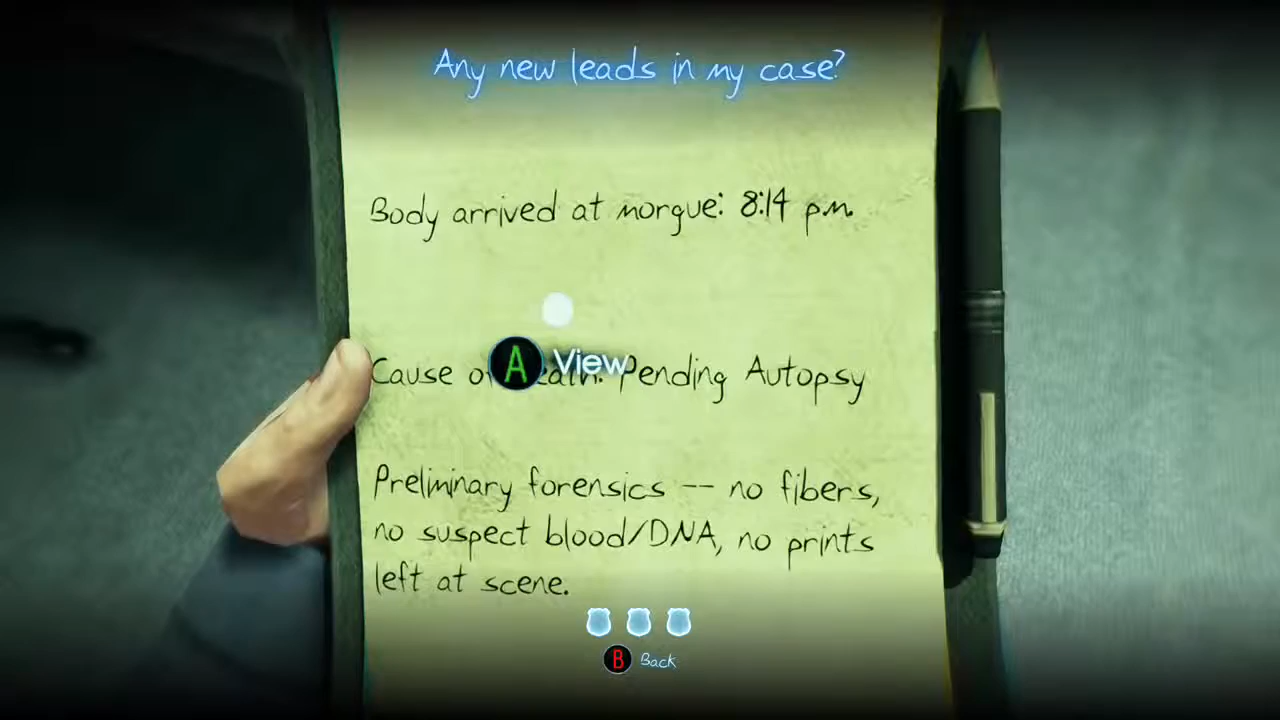 Any new leads in my case?
Body arrived at morgue: 8:14 p.m.
A View
Cause Pending Autopsy
Preliminary forensics -- no fibers,
no suspect blood/DNA, no prints
left at scene.
B Back